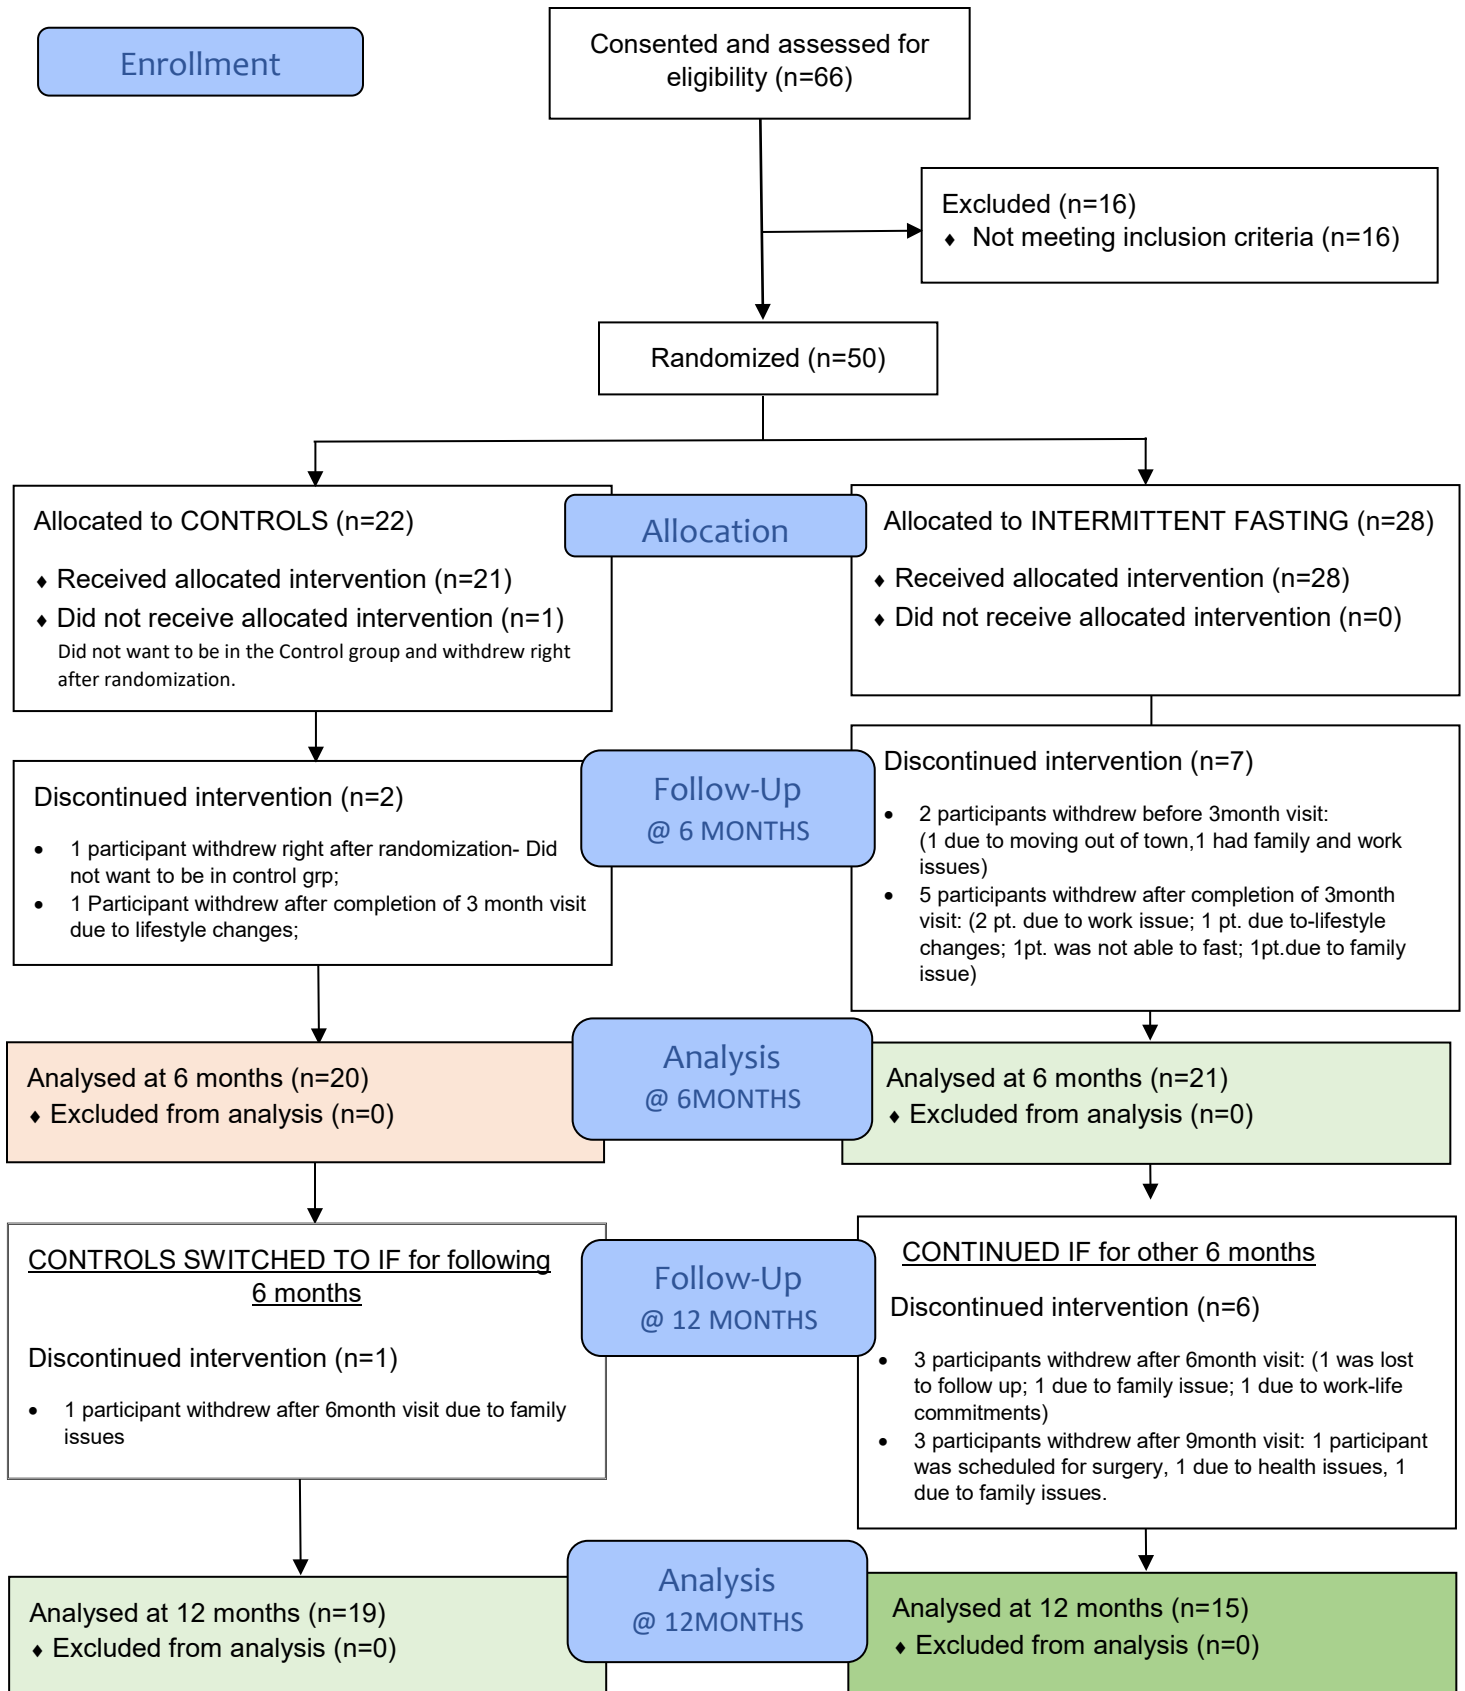 Enrollment
Consented and assessed for
eligibility (n=66)
Excluded (n=16)
♦ Not meeting inclusion criteria (n=16)
Randomized (n=50)
Allocation
Allocated to CONTROLS (n=22)
♦ Received allocated intervention (n=21)
♦ Did not receive allocated intervention (n=1)
Did not want to be in the Control group and withdrew right
after randomization.
Allocated to INTERMITTENT FASTING (n=28)
♦ Received allocated intervention (n=28)
♦ Did not receive allocated intervention (n=0)
Follow-Up
@ 6 MONTHS
Discontinued intervention (n=2)
• 1 participant withdrew right after randomization- Did
not want to be in control grp;
• 1 Participant withdrew after completion of 3 month visit
due to lifestyle changes;
Discontinued intervention (n=7)
• 2 participants withdrew before 3month visit:
(1 due to moving out of town,1 had family and work
issues)
• 5 participants withdrew after completion of 3month
visit: (2 pt. due to work issue; 1 pt. due to-lifestyle
changes; 1pt. was not able to fast; 1pt.due to family
issue)
Analysis
@ 6MONTHS
Analysed at 6 months (n=20)
♦ Excluded from analysis (n=0)
Analysed at 6 months (n=21)
♦ Excluded from analysis (n=0)
Follow-Up
@ 12 MONTHS
CONTROLS SWITCHED TO IF for following
6 months
Discontinued intervention (n=1)
• 1 participant withdrew after 6month visit due to family
issues
CONTINUED IF for other 6 months
Discontinued intervention (n=6)
• 3 participants withdrew after 6month visit: (1 was lost
to follow up; 1 due to family issue; 1 due to work-life
commitments)
• 3 participants withdrew after 9month visit: 1 participant
was scheduled for surgery, 1 due to health issues, 1
due to family issues.
Analysis
@ 12MONTHS
Analysed at 12 months (n=19)
♦ Excluded from analysis (n=0)
Analysed at 12 months (n=15)
♦ Excluded from analysis (n=0)